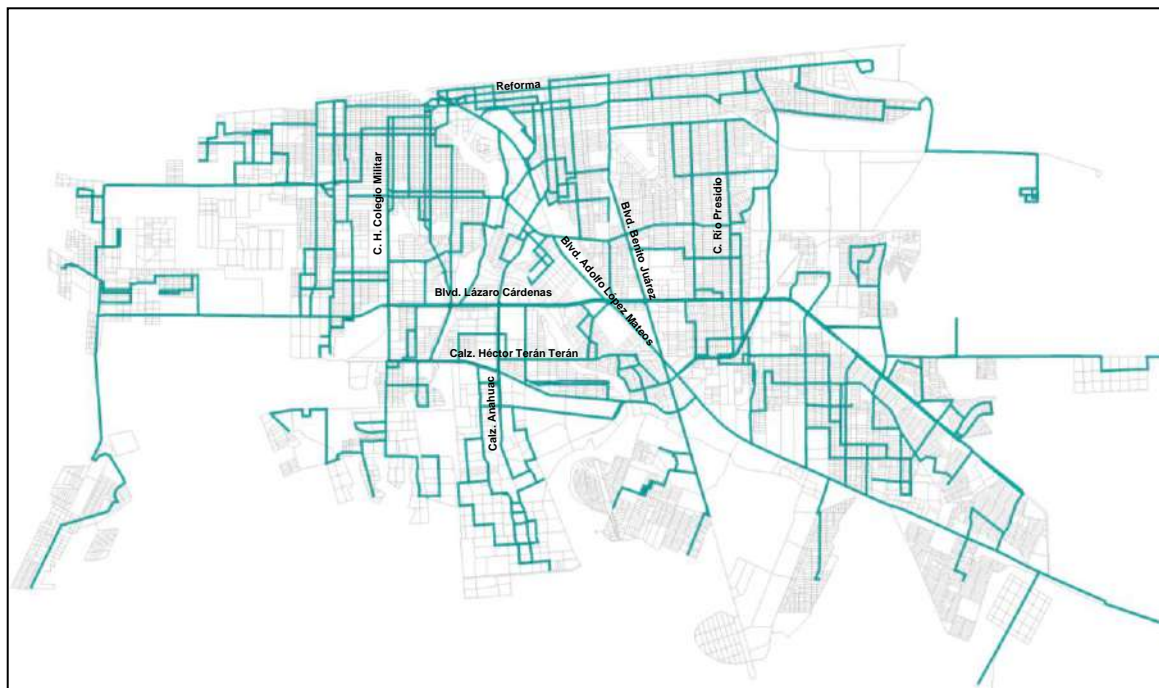 Reforma
C. H. Colegio Militar
C. Río Presidio
Blvd. Benito Juárez
Blvd. Adolfo López Mateos
Blvd. Lázaro Cárdenas
Calz. Héctor Terán Terán
Calz. Anahuac